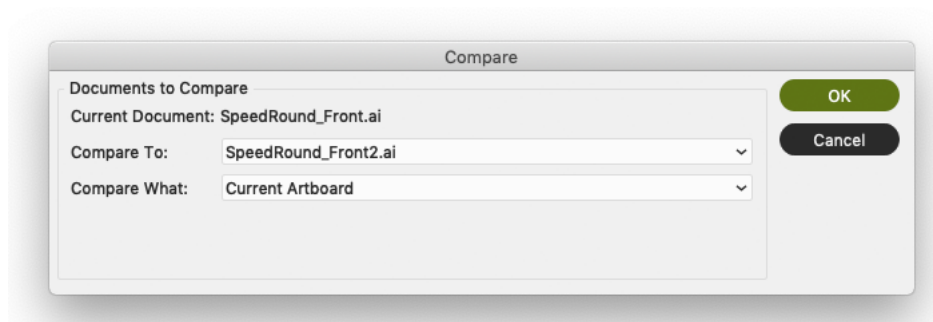 Compare
Documents to Compare
Current Document: SpeedRound_Front.ai
Compare To: SpeedRound_Front2.ai
Compare What: Current Artboard
OK
Cancel